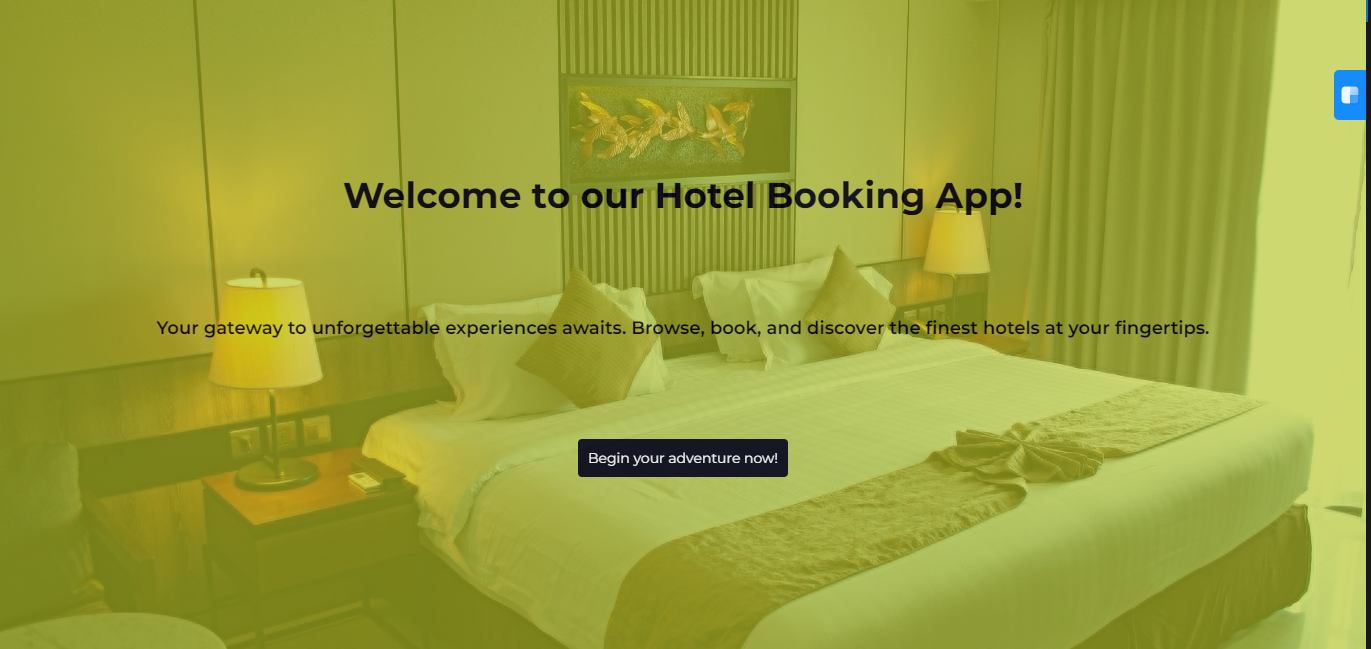 Welcome to our Hotel Booking App!
Your gateway to unforgettable experiences awaits. Browse, book, and discover the finest hotels at your fingertips.
Begin your adventure now!